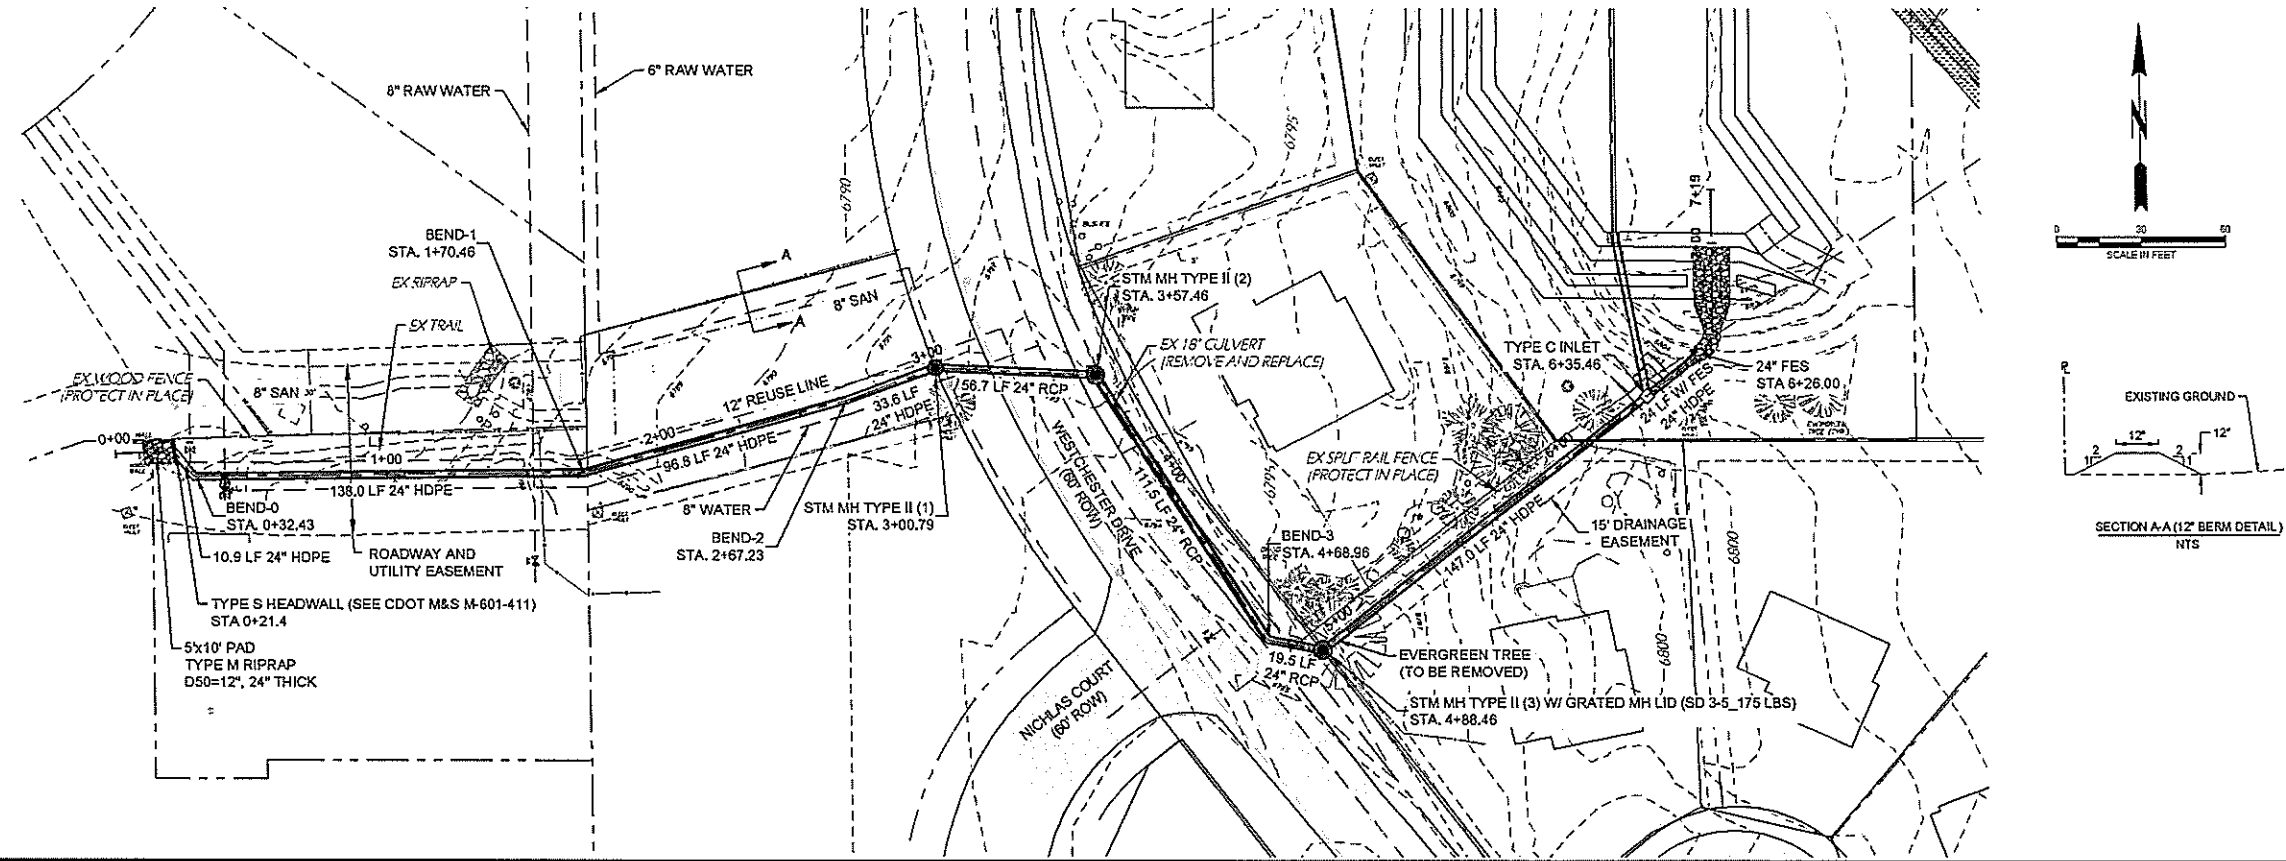 6" RAW WATER
8" RAW WATER
6790
6795
7+19
N
0 30 60
SCALE IN FEET
BEND-1
STA. 1+70.46
EX RIPRAP
EX TRAIL
EX WOOD FENCE
(PROTECT IN PLACE)
8" SAN
A
A
8" SAN
3+00
12" REUSE LINE
33.6 LF
24" HDPE
2+00
96.8 LF 24" HDPE
56.7 LF 24" RCP
STM MH TYPE II (2)
STA. 3+57.46
EX 18" CULVERT
(REMOVE AND REPLACE)
TYPE C INLET
STA. 6+35.46
24" FES
STA 6+26.00
24 LF W/ FES
24" HDPE
EXISTING GROUND
12"
12"
2
1
2
1
SECTION A-A (12" BERM DETAIL)
NTS
0+00
1+00
138.0 LF 24" HDPE
BEND-0
STA. 0+32.43
10.9 LF 24" HDPE
ROADWAY AND
UTILITY EASEMENT
TYPE S HEADWALL (SEE CDOT M&S M-601-411)
STA 0+21.4
5'x10' PAD
TYPE M RIPRAP
D50=12", 24" THICK
8" WATER
BEND-2
STA. 2+67.23
STM MH TYPE II (1)
STA. 3+00.79
WESTCHESTER DRIVE
(60' ROW)
4+00
111.5 LF 24" RCP
6795
EX SPLIT RAIL FENCE
(PROTECT IN PLACE)
6+00
BEND-3
STA. 4+68.96
147.0 LF 24" HDPE
15' DRAINAGE
EASEMENT
6800
6800
5+00
19.5 LF
24" RCP
EVERGREEN TREE
(TO BE REMOVED)
STM MH TYPE II (3) W/ GRATED MH LID (SD 3-5_175 LBS)
STA. 4+88.46
NICHLAS COURT
(60' ROW)